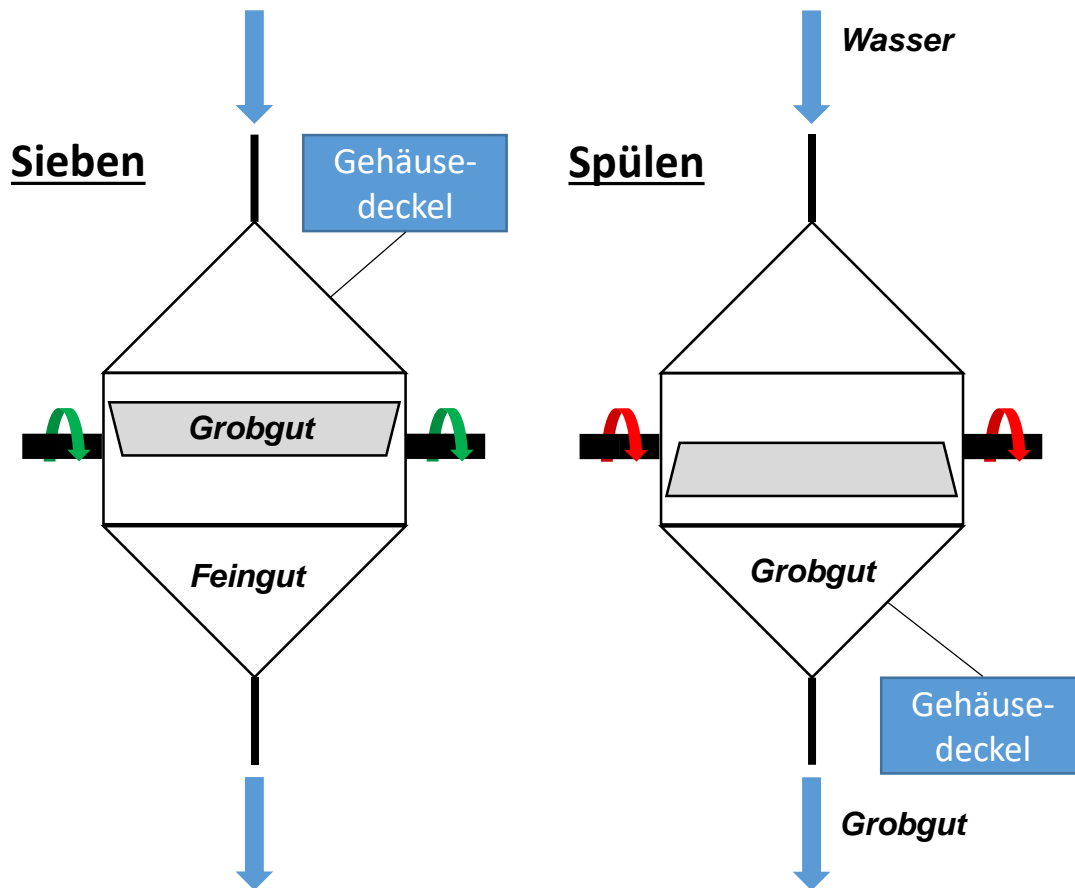 Sieben
Gehäuse-
deckel
Grobgut
Feingut
Wasser
Spülen
Grobgut
Gehäuse-
deckel
Grobgut